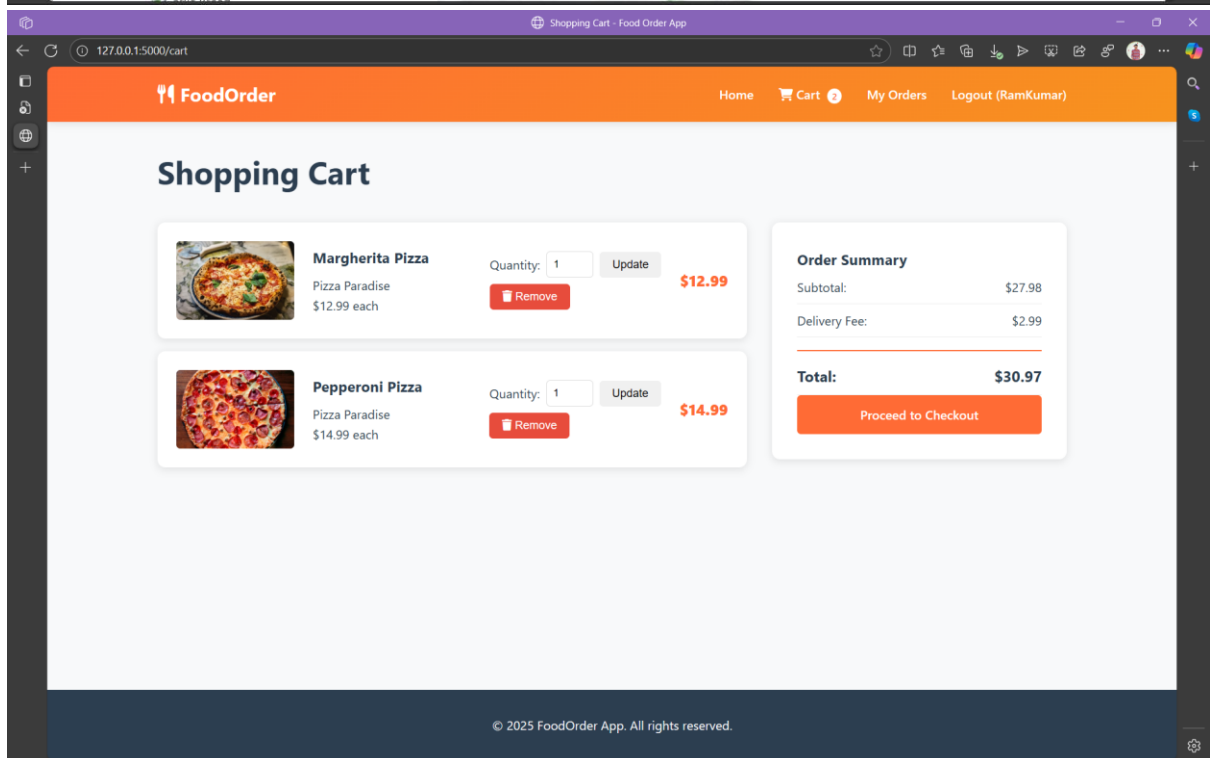 Shopping Cart - Food Order App
127.0.0.1:5000/cart
FoodOrder
Home
Cart 2
My Orders
Logout (RamKumar)
Shopping Cart
Margherita Pizza
Pizza Paradise
$12.99 each
Quantity: 1 Update
Remove
$12.99
Pepperoni Pizza
Pizza Paradise
$14.99 each
Quantity: 1 Update
Remove
$14.99
Order Summary
Subtotal: $27.98
Delivery Fee: $2.99
Total: $30.97
Proceed to Checkout
© 2025 FoodOrder App. All rights reserved.